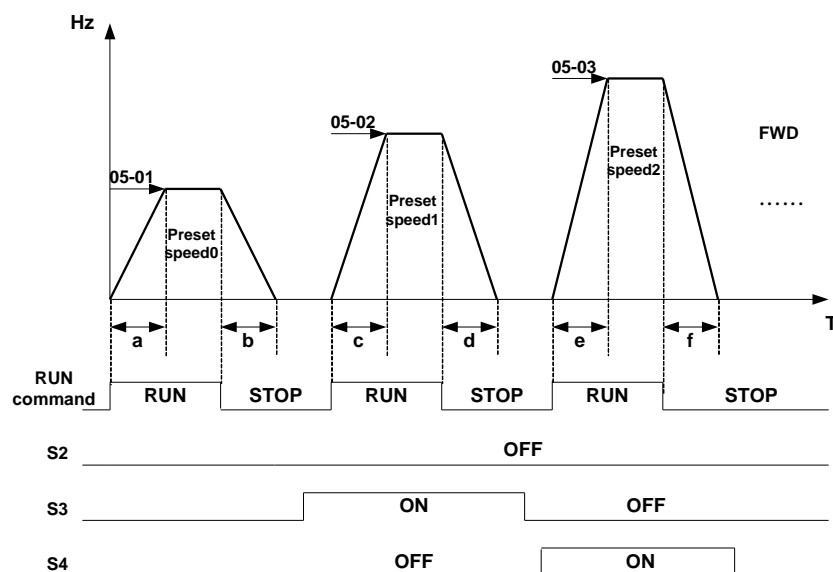 Hz
05-03
05-02
FWD
05-01
Preset
speed2
Preset
speed1
Preset
speed0
......
T
a b c d e f
RUN
command
RUN STOP RUN STOP RUN STOP
S2 OFF
S3 ON OFF
S4 OFF ON